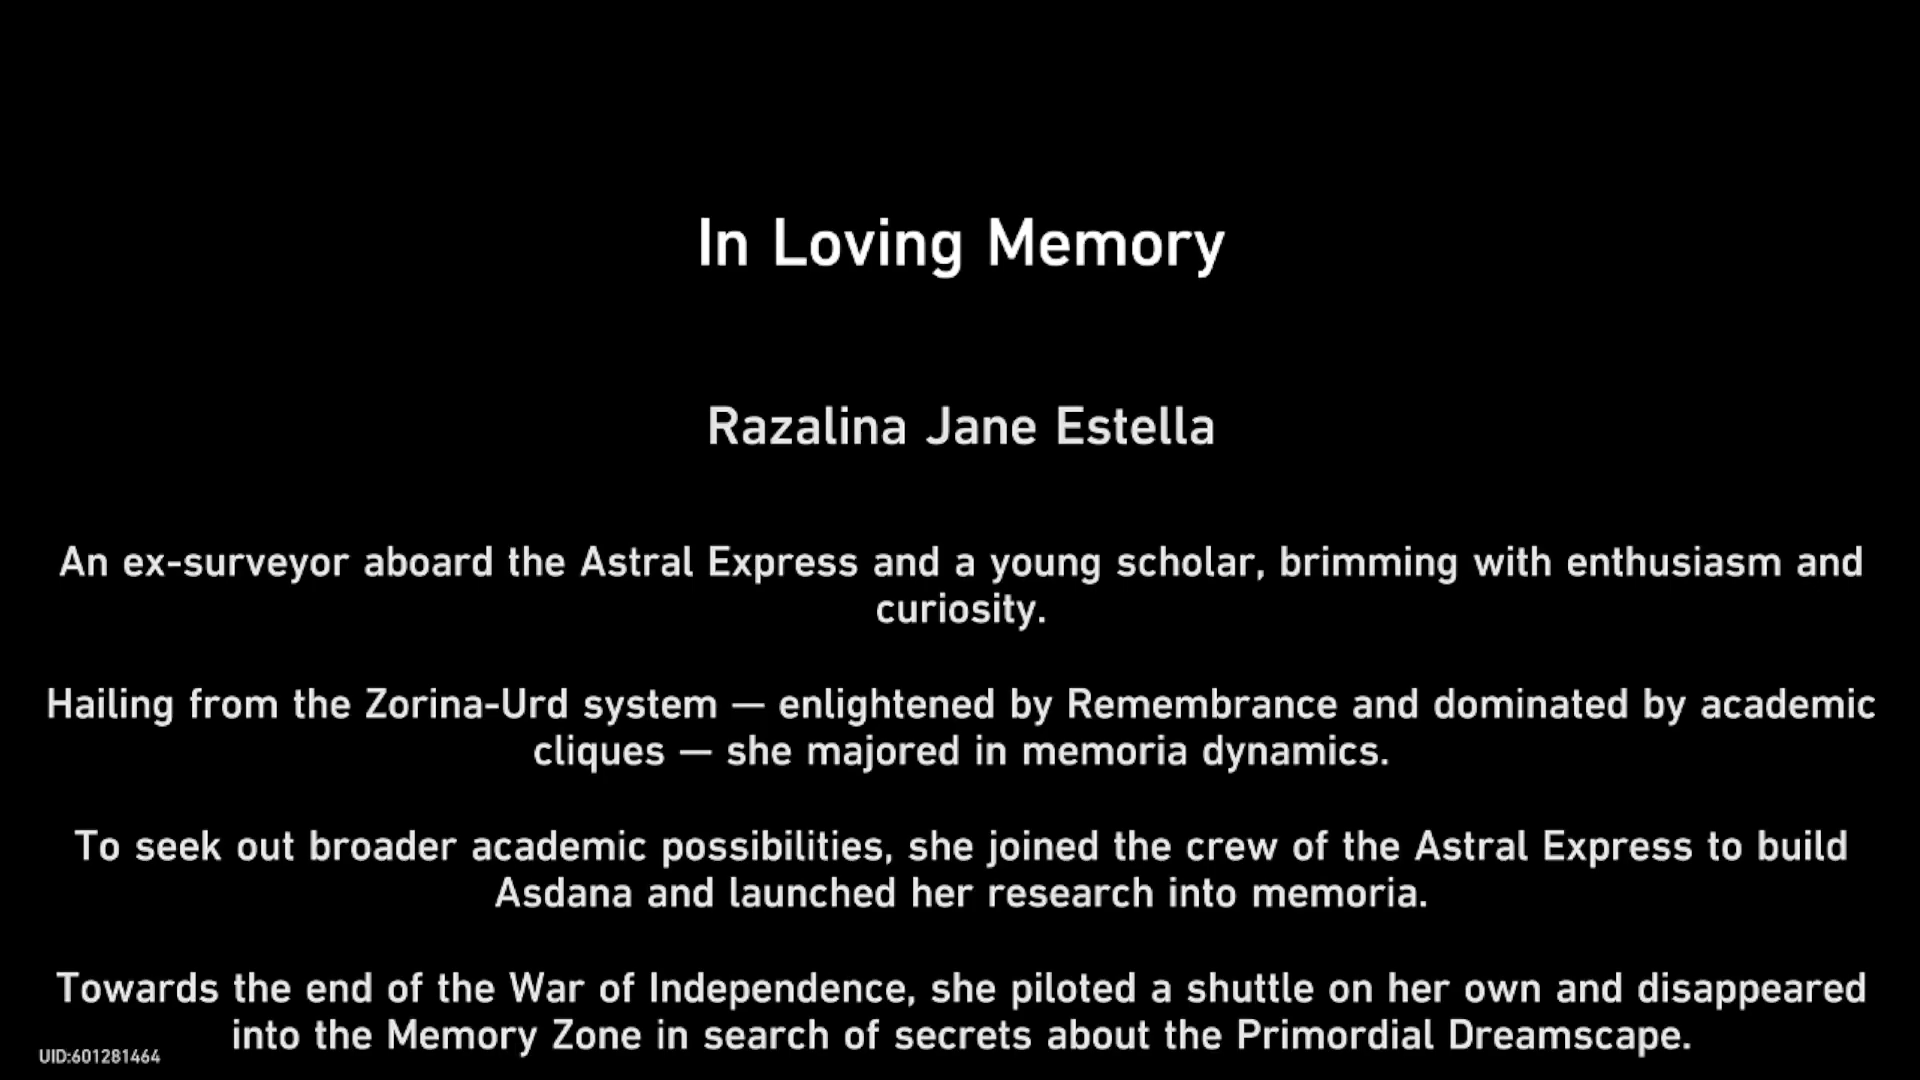 In Loving Memory
Razalina Jane Estella
An ex-surveyor aboard the Astral Express and a young scholar, brimming with enthusiasm and
curiosity.
Hailing from the Zorina-Urd system — enlightened by Remembrance and dominated by academic
cliques — she majored in memoria dynamics.
To seek out broader academic possibilities, she joined the crew of the Astral Express to build
Asdana and launched her research into memoria.
Towards the end of the War of Independence, she piloted a shuttle on her own and disappeared
into the Memory Zone in search of secrets about the Primordial Dreamscape.
UID:601281464